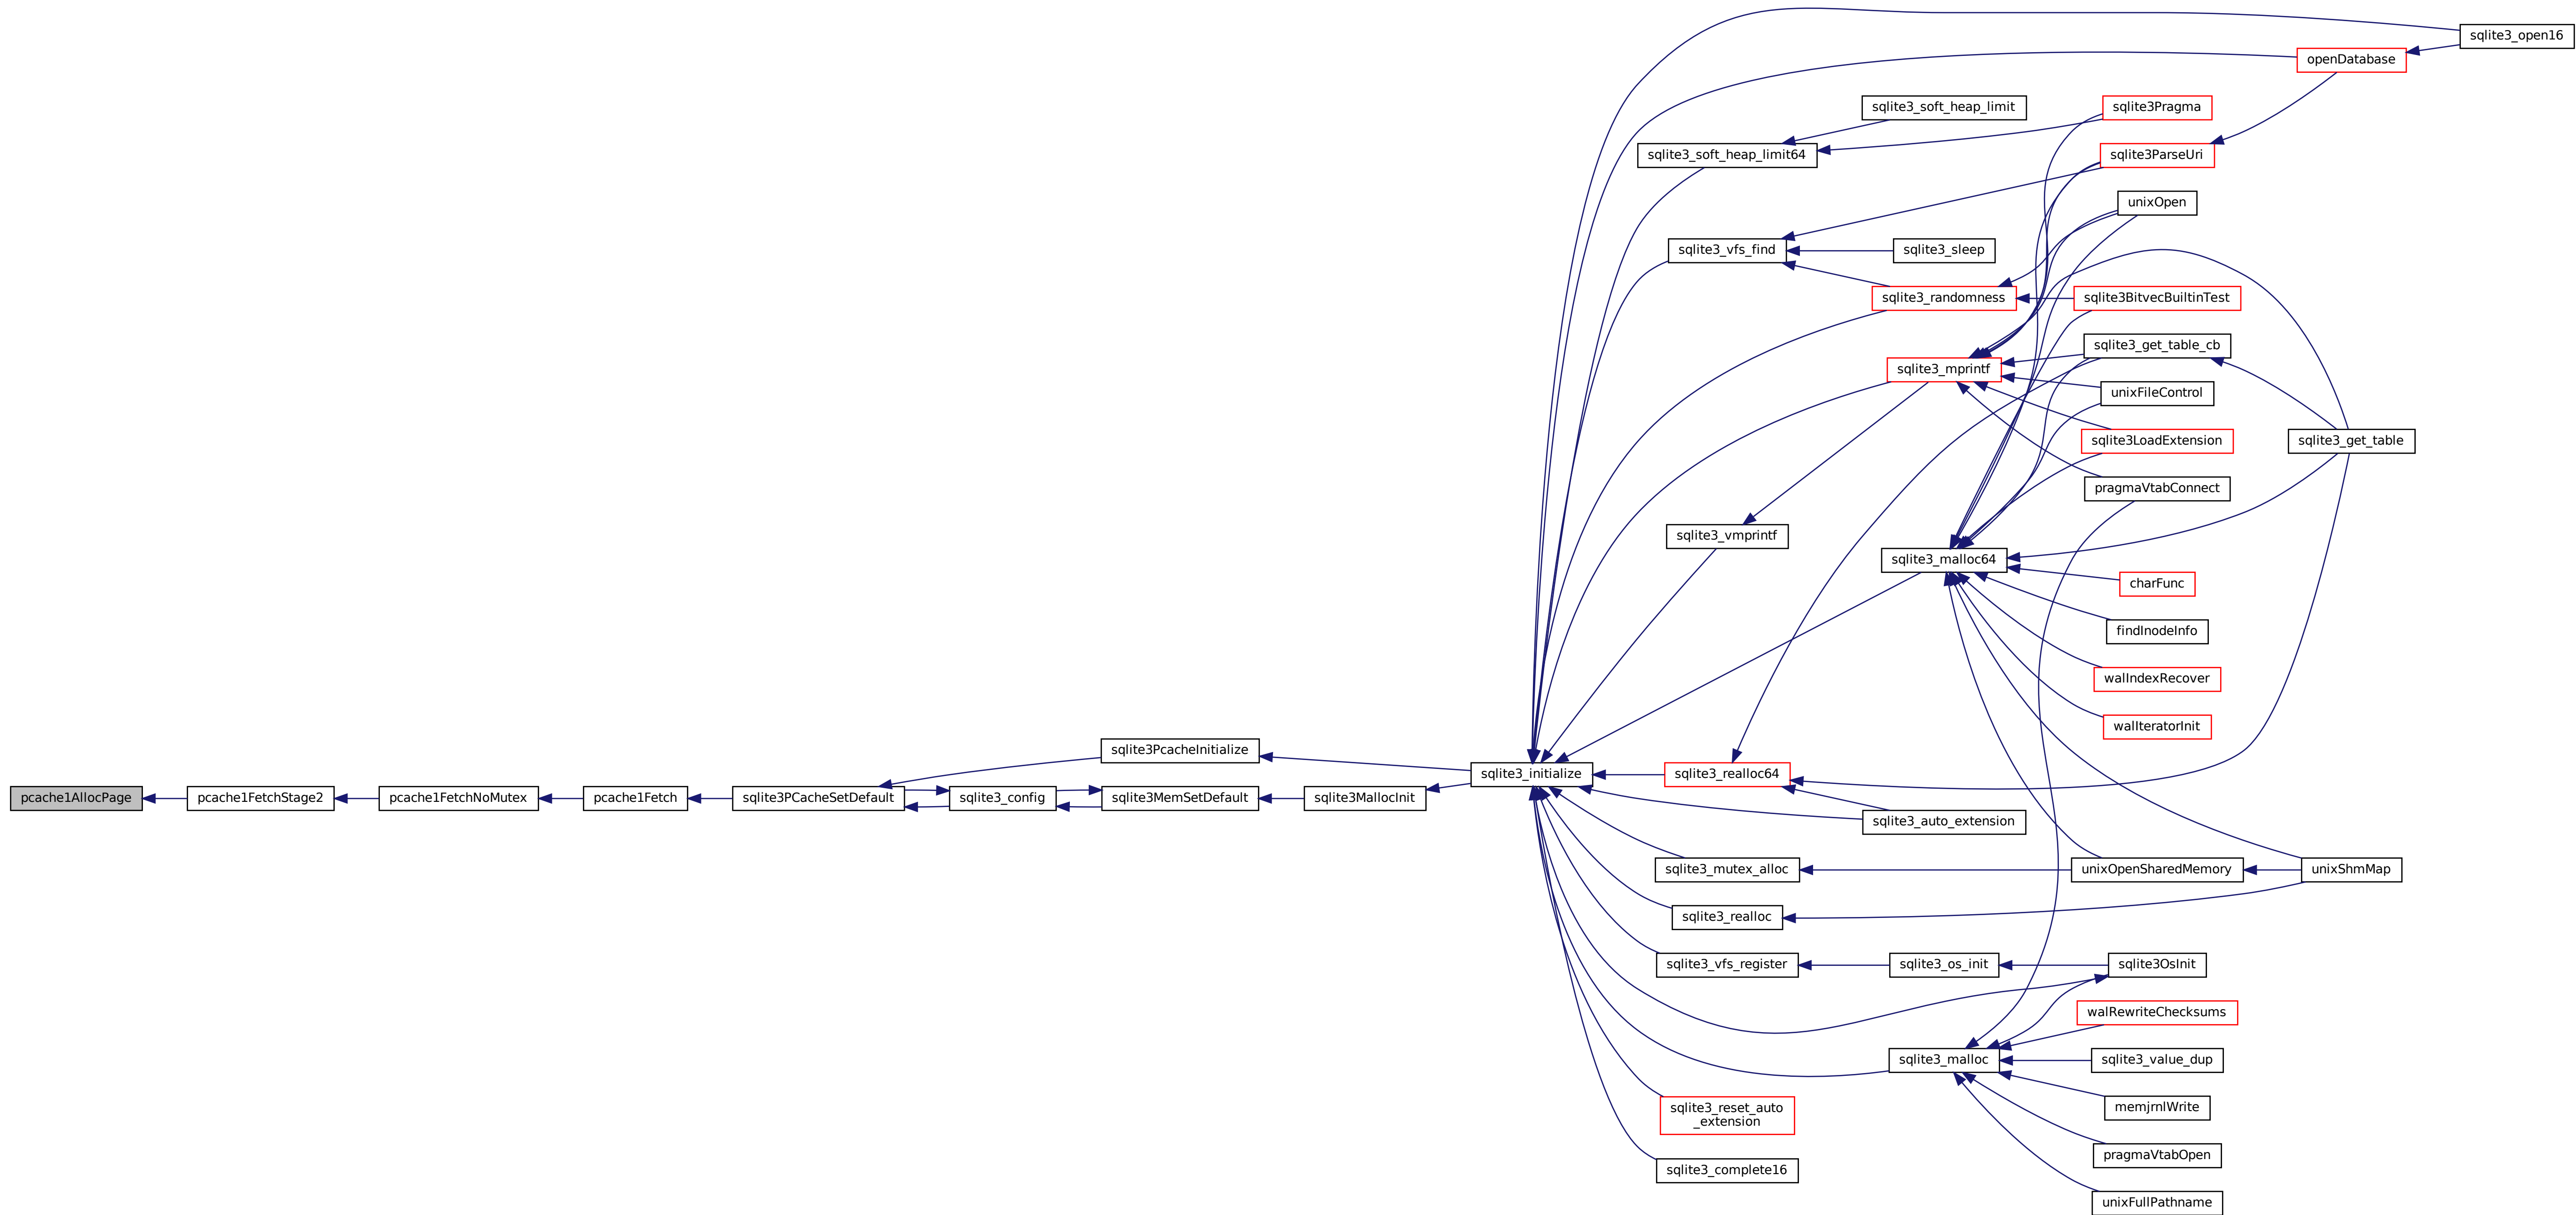 sqlite3_open16
openDatabase
sqlite3_soft_heap_limit
sqlite3Pragma
sqlite3_soft_heap_limit64
sqlite3ParseUri
unixOpen
sqlite3_vfs_find
sqlite3_sleep
sqlite3_randomness
sqlite3BitvecBuiltinTest
sqlite3_get_table_cb
sqlite3_mprintf
unixFileControl
sqlite3LoadExtension
sqlite3_get_table
pragmaVtabConnect
sqlite3_vmprintf
sqlite3_malloc64
charFunc
findInodeInfo
walIndexRecover
walIteratorInit
sqlite3PcacheInitialize
sqlite3_initialize
sqlite3_realloc64
pcache1AllocPage
pcache1FetchStage2
pcache1FetchNoMutex
pcache1Fetch
sqlite3PCacheSetDefault
sqlite3_config
sqlite3MemSetDefault
sqlite3MallocInit
sqlite3_auto_extension
sqlite3_mutex_alloc
unixOpenSharedMemory
unixShmMap
sqlite3_realloc
sqlite3_vfs_register
sqlite3_os_init
sqlite3OsInit
walRewriteChecksums
sqlite3_malloc
sqlite3_value_dup
sqlite3_reset_auto
_extension
memjrnlWrite
pragmaVtabOpen
sqlite3_complete16
unixFullPathname